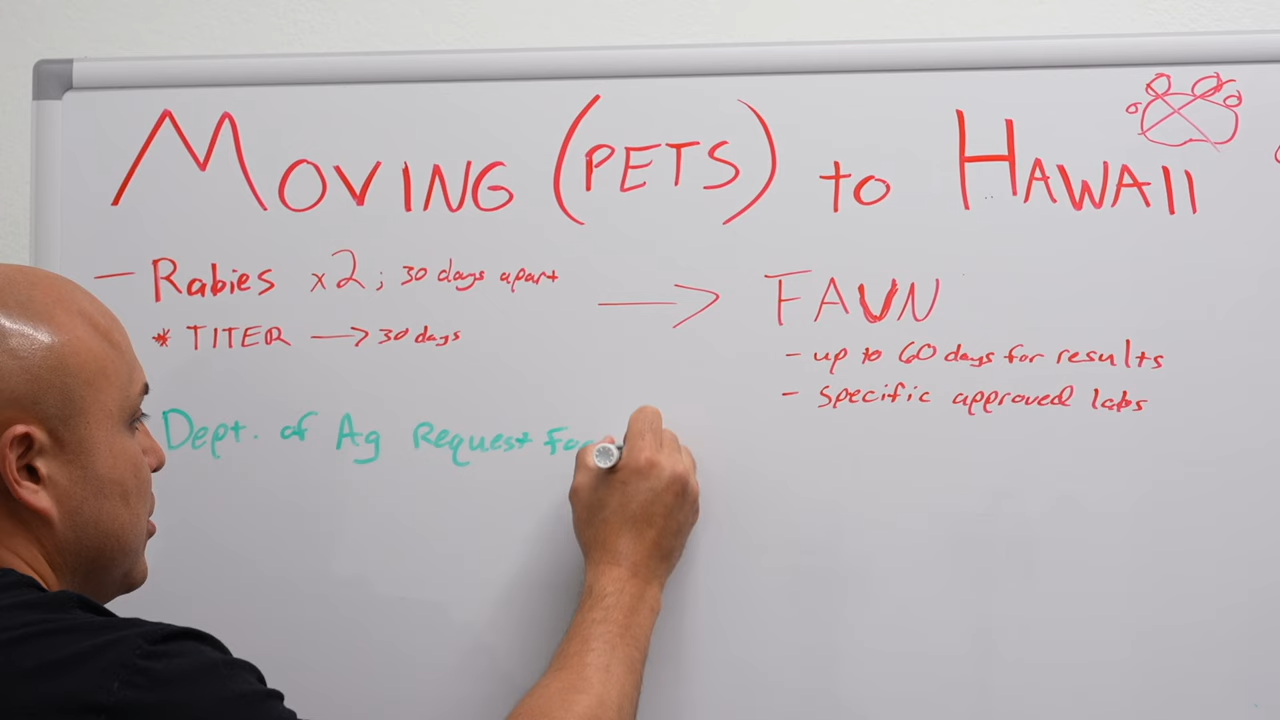 MOVING (PETS) to HAWAII
— Rabies x2; 30 days apart
* TITER —> 30 days
—> FAVN
- up to 60 days for results
- specific approved labs
Dept. of Ag Request